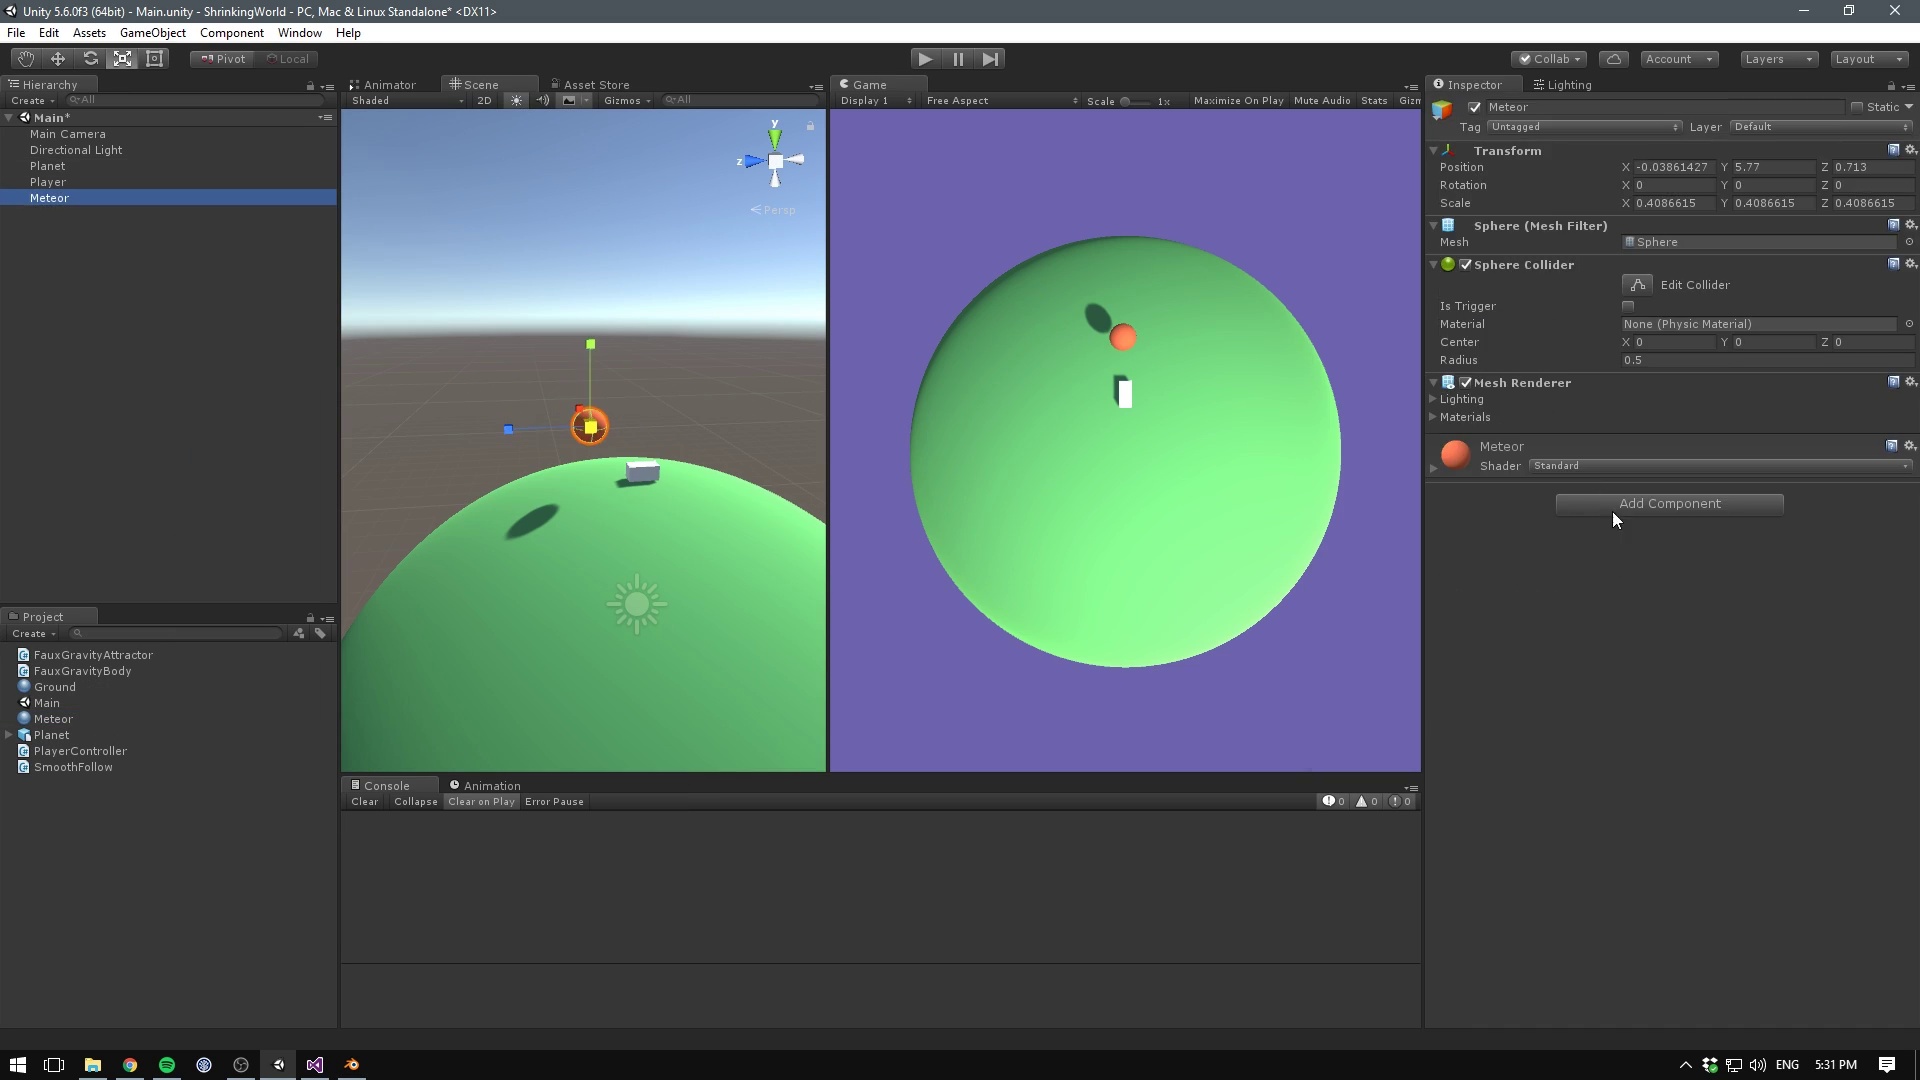 Unity 5.6.0f3 (64bit) - Main.unity - ShrinkingWorld - PC, Mac & Linux Standalone* <DX11>
File Edit Assets GameObject Component Window Help
Pivot Local
Collab Account Layers Layout
Hierarchy
Create All
Main*
Main Camera
Directional Light
Planet
Player
Meteor
Project
Create
FauxGravityAttractor
FauxGravityBody
Ground
Main
Meteor
Planet
PlayerController
SmoothFollow
Animator Scene Asset Store
Shaded 2D Gizmos All
y
z
Persp
Game
Display 1 Free Aspect Scale 1x Maximize On Play Mute Audio Stats Gizn
Console Animation
Clear Collapse Clear on Play Error Pause 0 0 0
Inspector Lighting
Meteor Static
Tag Untagged Layer Default
Transform
Position X -0.03861427 Y 5.77 Z 0.713
Rotation X 0 Y 0 Z 0
Scale X 0.4086615 Y 0.4086615 Z 0.4086615
Sphere (Mesh Filter)
Mesh Sphere
Sphere Collider
Edit Collider
Is Trigger
Material None (Physic Material)
Center X 0 Y 0 Z 0
Radius 0.5
Mesh Renderer
Lighting
Materials
Meteor
Shader Standard
Add Component
ENG 5:31 PM